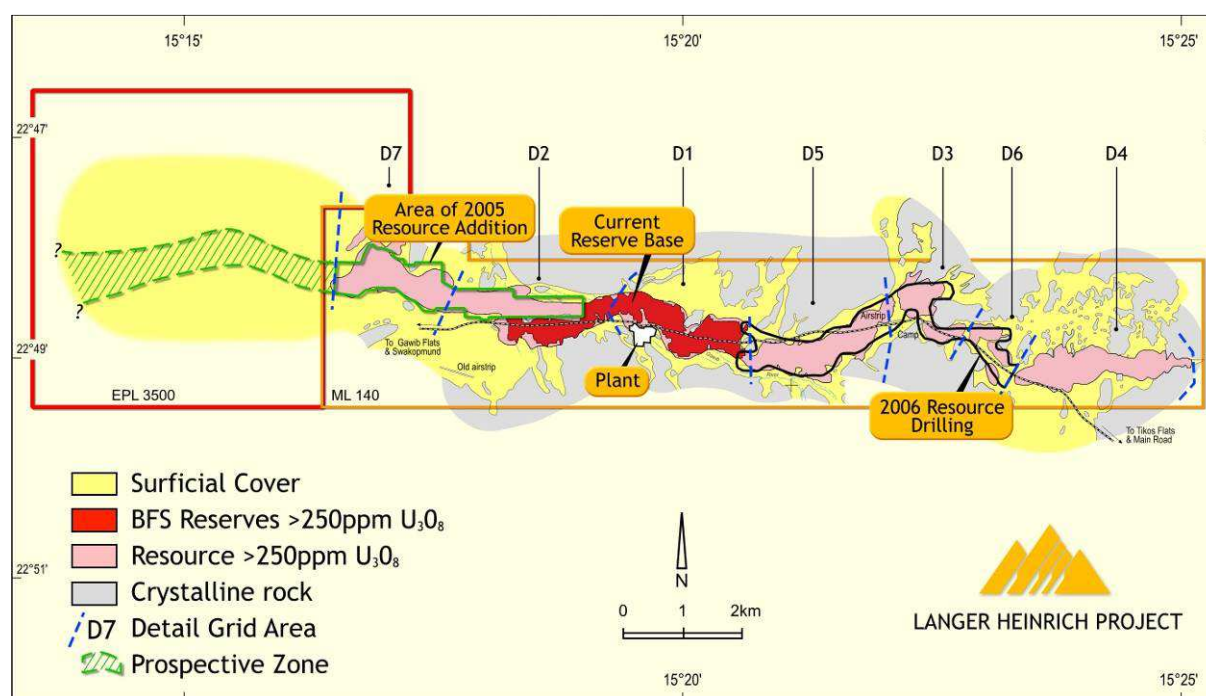 15°15' 15°20' 15°25'
22°47'
D7 D2 D1 D5 D3 D6 D4
Area of 2005
Resource Addition
Current
Reserve Base
?
?
Airstrip
Camp
22°49'
To Gawib Flats
& Swakopmund
Old airstrip
Plant
River
2006 Resource
Drilling
EPL 3500 ML 140
To Tikos Flats
& Main Road
Surficial Cover
BFS Reserves >250ppm U₃O₈
Resource >250ppm U₃O₈
22°51'
Crystalline rock
D7 Detail Grid Area
Prospective Zone
N
0 1 2km
LANGER HEINRICH PROJECT
15°20' 15°25'